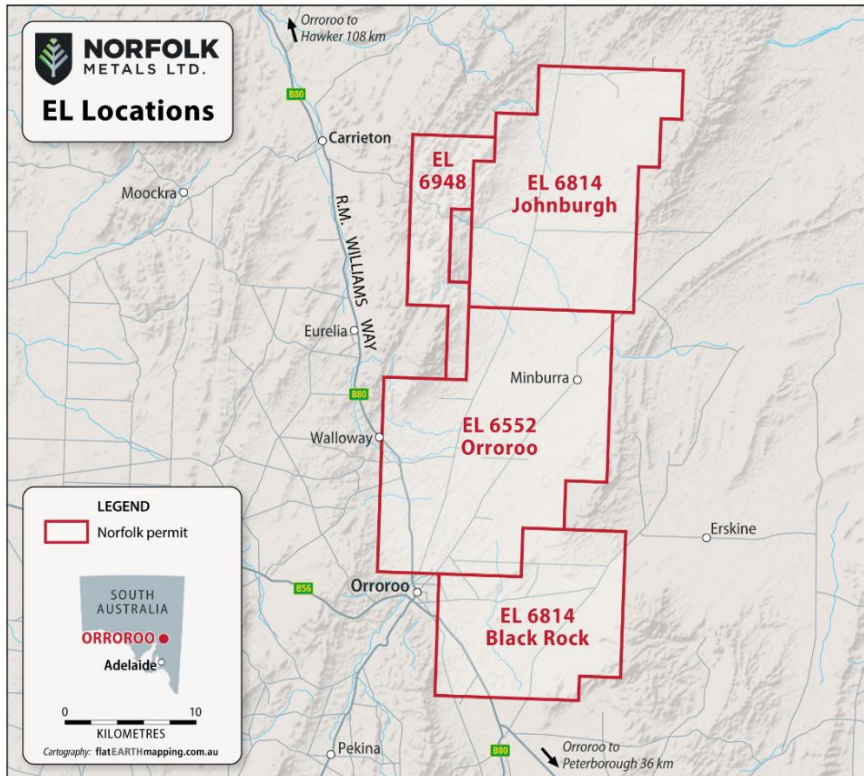 NORFOLK
METALS LTD.
EL Locations
Orroroo to
Hawker 108 km
B80
Carrieton
Moockra
R.M. WILLIAMS WAY
EL
6948
EL 6814
Johnburgh
Eurelia
B80
Minburra
Walloway
EL 6552
Orroroo
Erskine
B56
Orroroo
EL 6814
Black Rock
Pekina
B80
Orroroo to
Peterborough 36 km
LEGEND
Norfolk permit
SOUTH
AUSTRALIA
ORROROO
Adelaide
0 10
KILOMETRES
Cartography: flatEARTHmapping.com.au